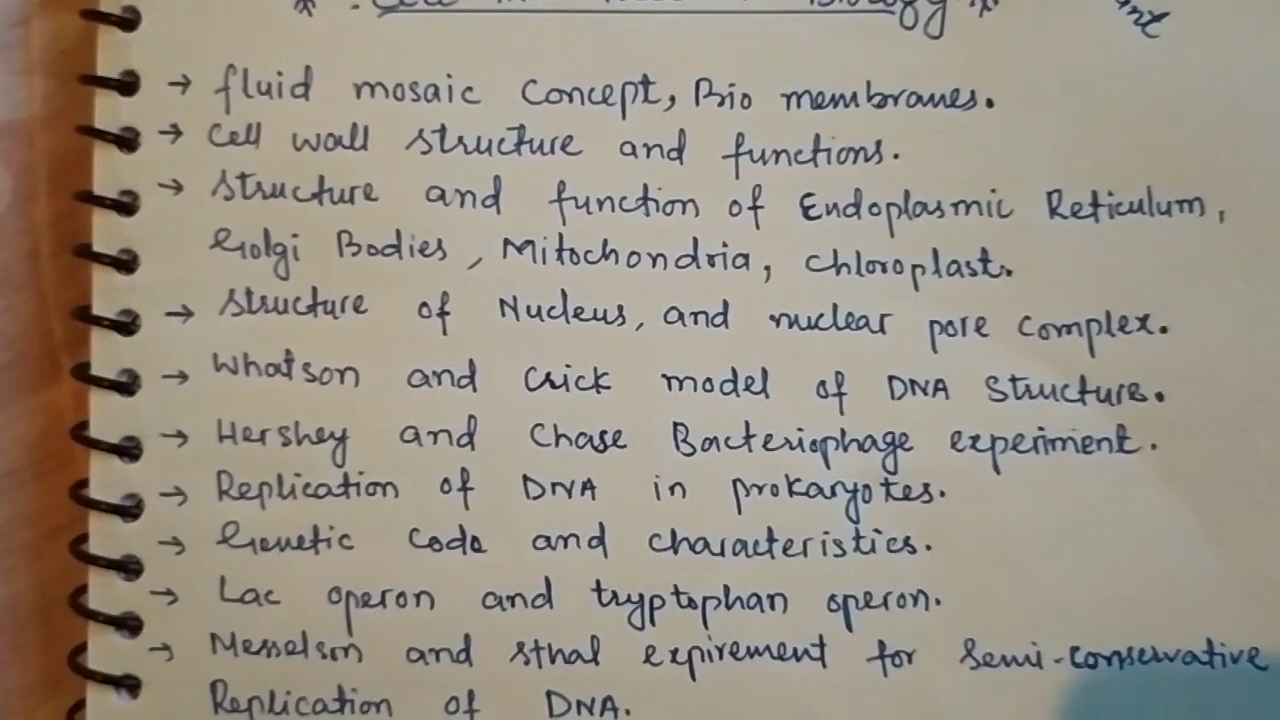 Biology
→ fluid mosaic concept, Bio membranes.
→ Cell wall structure and functions.
→ structure and function of Endoplasmic Reticulum,
Golgi Bodies, Mitochondria, chloroplast.
→ structure of Nucleus, and nuclear pore complex.
→ Whatson and Crick model of DNA structure.
→ Hershey and Chase Bacteriophage experiment.
→ Replication of DNA in prokaryotes.
→ Genetic code and characteristics.
→ Lac operon and tryptophan operon.
→ Messelson and sthal expirement for Semi-conservative
Replication of DNA.